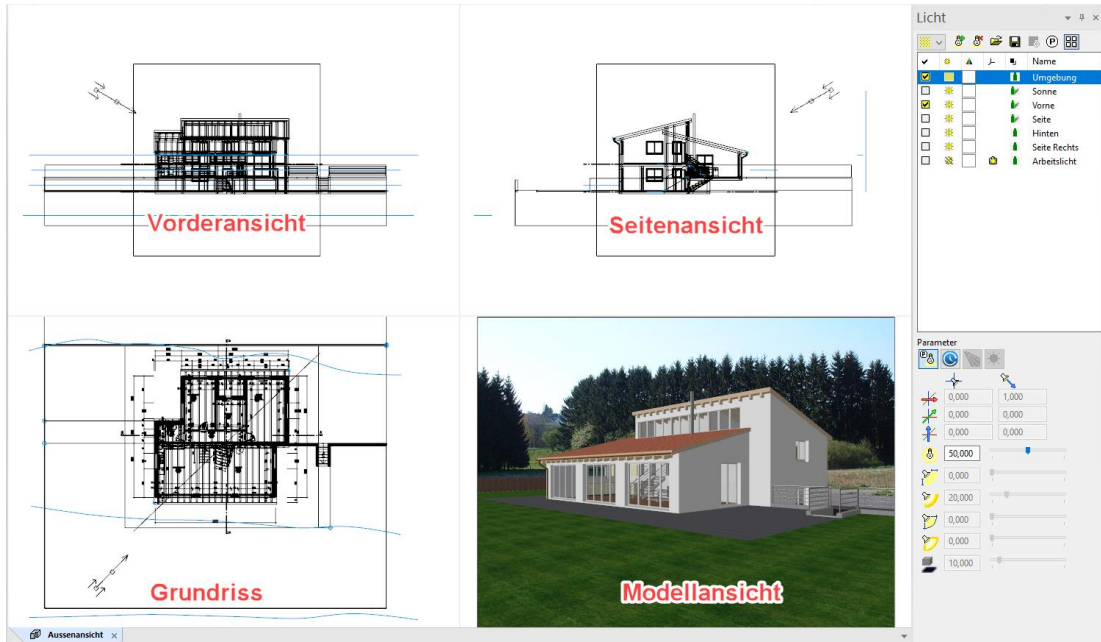 Vorderansicht
Seitenansicht
Grundriss
Modellansicht
Aussenansicht
Licht
Name
Umgebung
Sonne
Vorne
Seite
Hinten
Seite Rechts
Arbeitslicht
Parameter
0,000 1,000
0,000 0,000
0,000 0,000
50,000
0,000
20,000
0,000
0,000
10,000